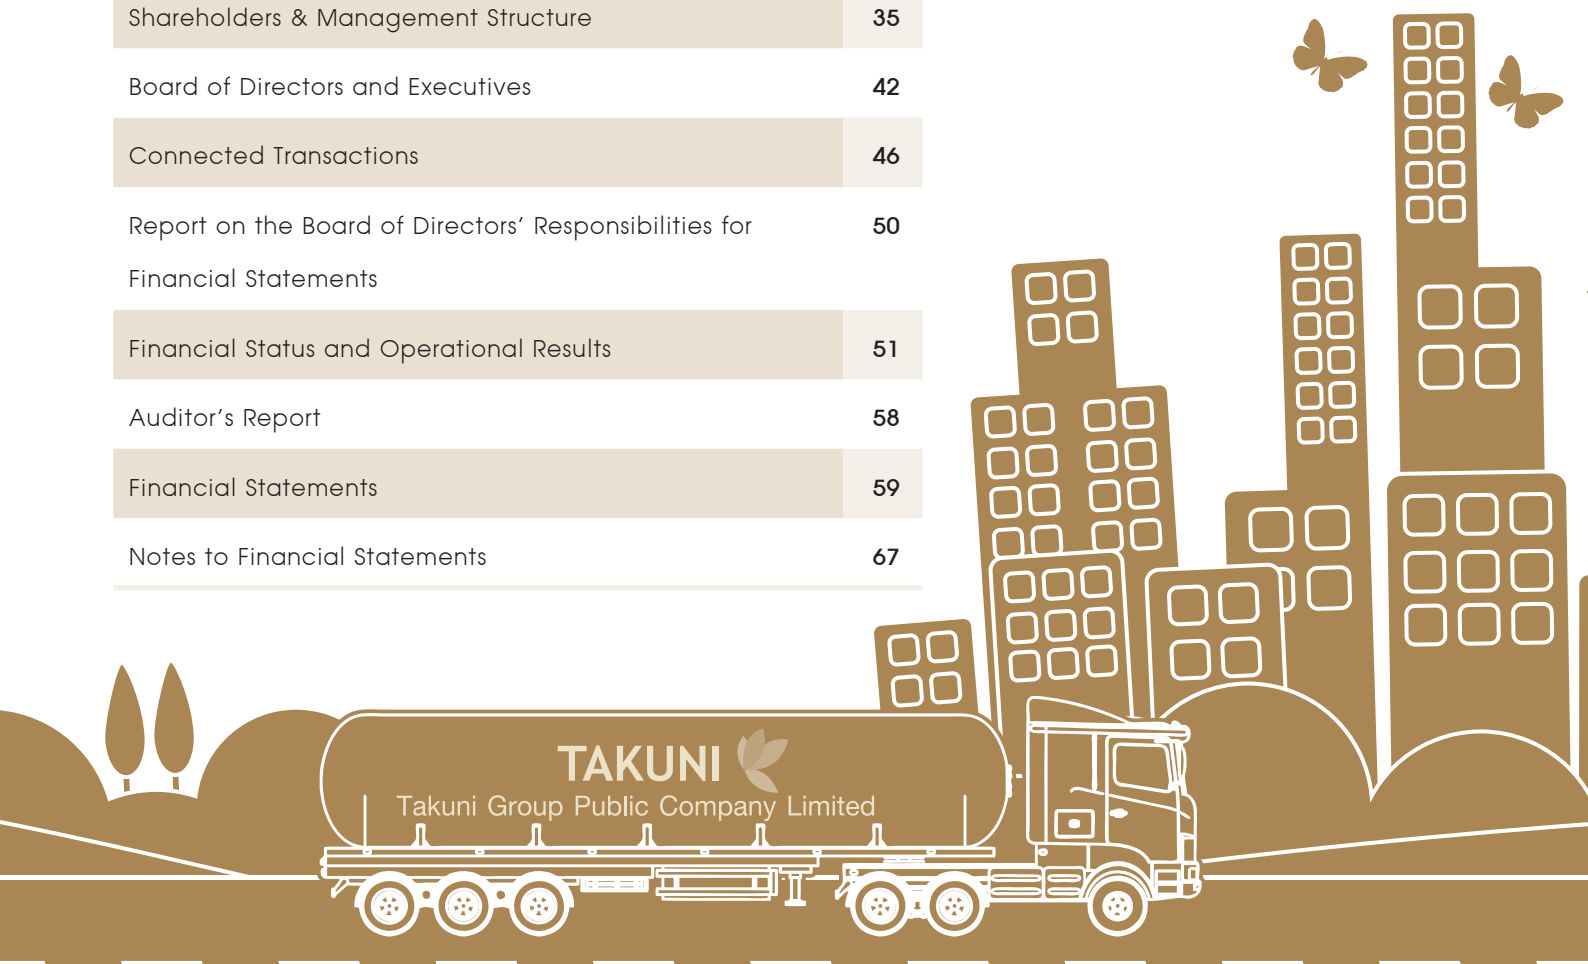 Shareholders & Management Structure 35
Board of Directors and Executives 42
Connected Transactions 46
Report on the Board of Directors’ Responsibilities for 50
Financial Statements
Financial Status and Operational Results 51
Auditor’s Report 58
Financial Statements 59
Notes to Financial Statements 67
TAKUNI
Takuni Group Public Company Limited